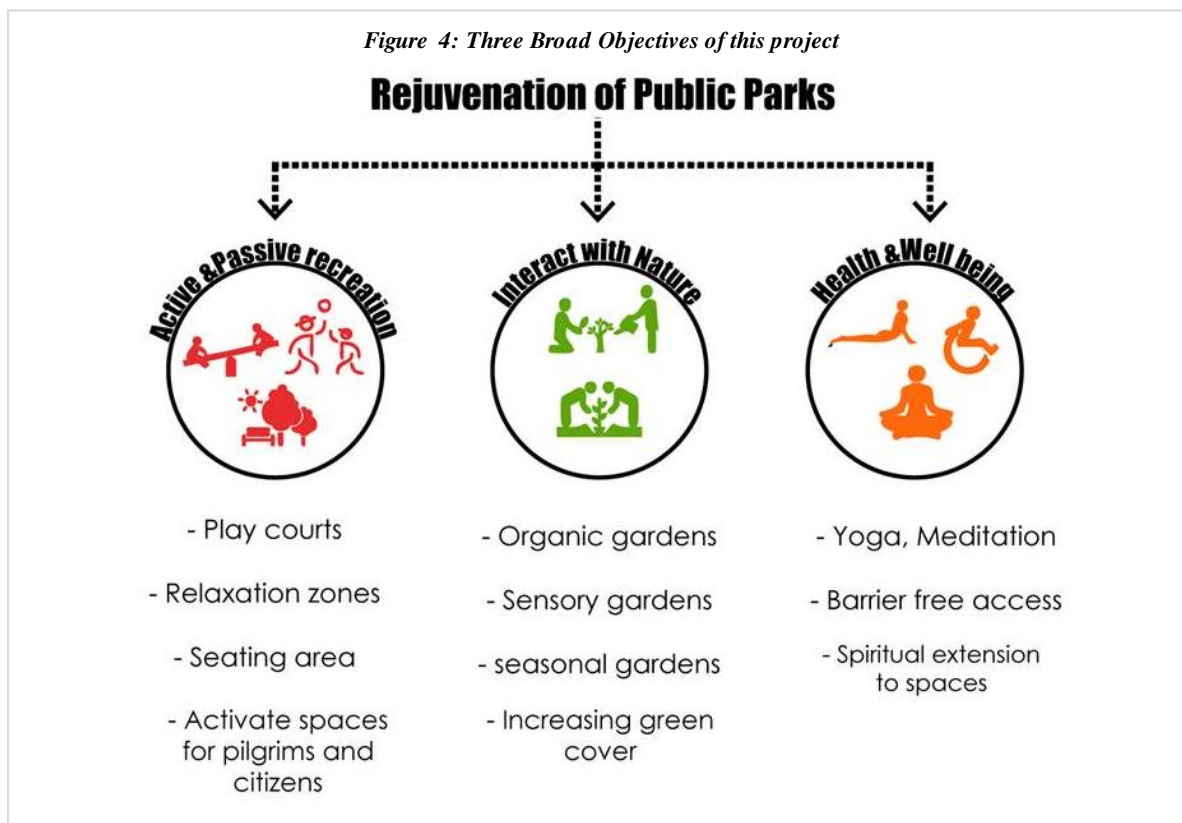 Figure 4: Three Broad Objectives of this project
Rejuvenation of Public Parks
Active &Passive recreation
- Play courts
- Relaxation zones
- Seating area
- Activate spaces
for pilgrims and
citizens
Interact with Nature
- Organic gardens
- Sensory gardens
- seasonal gardens
- Increasing green
cover
Health &Well being
- Yoga, Meditation
- Barrier free access
- Spiritual extension
to spaces